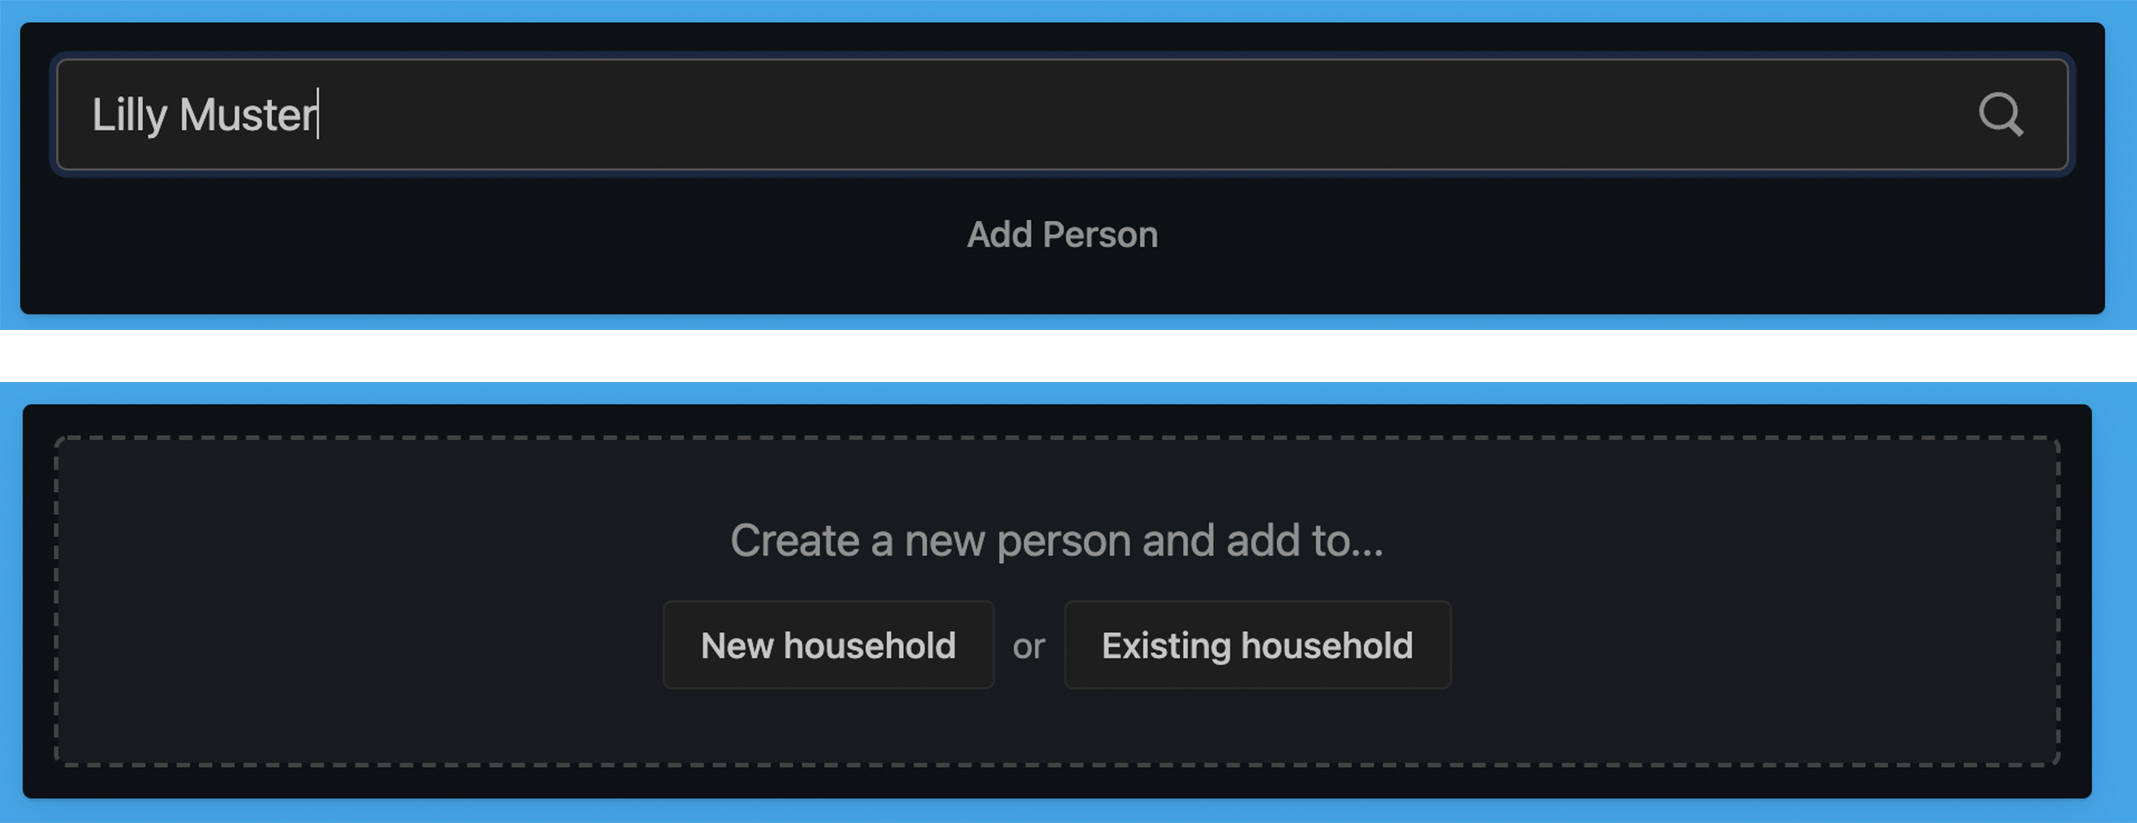 Lilly Muster
Add Person
Create a new person and add to...
New household or Existing household